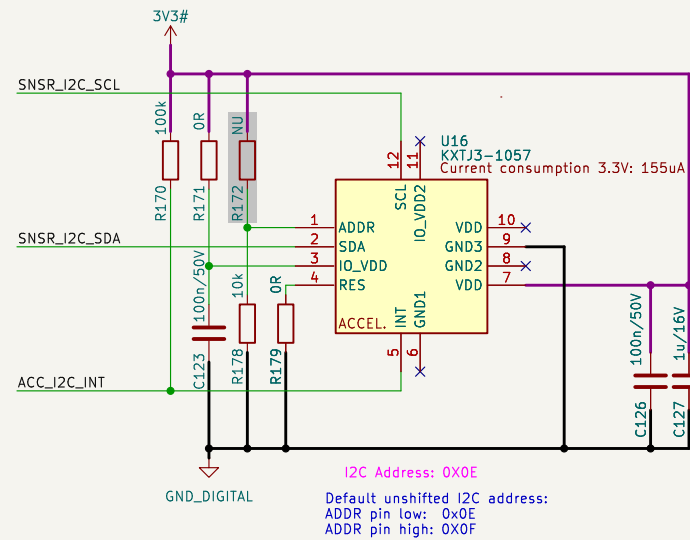 3V3#
SNSR_I2C_SCL
100k
0R
NU
R170
R171
R172
U16
KXTJ3-1057
Current consumption 3.3V: 155uA
12
11
SCL
IO_VDD2
1
ADDR
VDD
10
SNSR_I2C_SDA
2
SDA
GND3
9
3
IO_VDD
GND2
8
4
RES
VDD
7
100n/50V
10k
0R
ACCEL.
INT
GND1
100n/50V
1u/16V
5
6
C123
R178
R179
C126
C127
ACC_I2C_INT
GND_DIGITAL
I2C Address: 0X0E
Default unshifted I2C address:
ADDR pin low:  0x0E
ADDR pin high: 0X0F